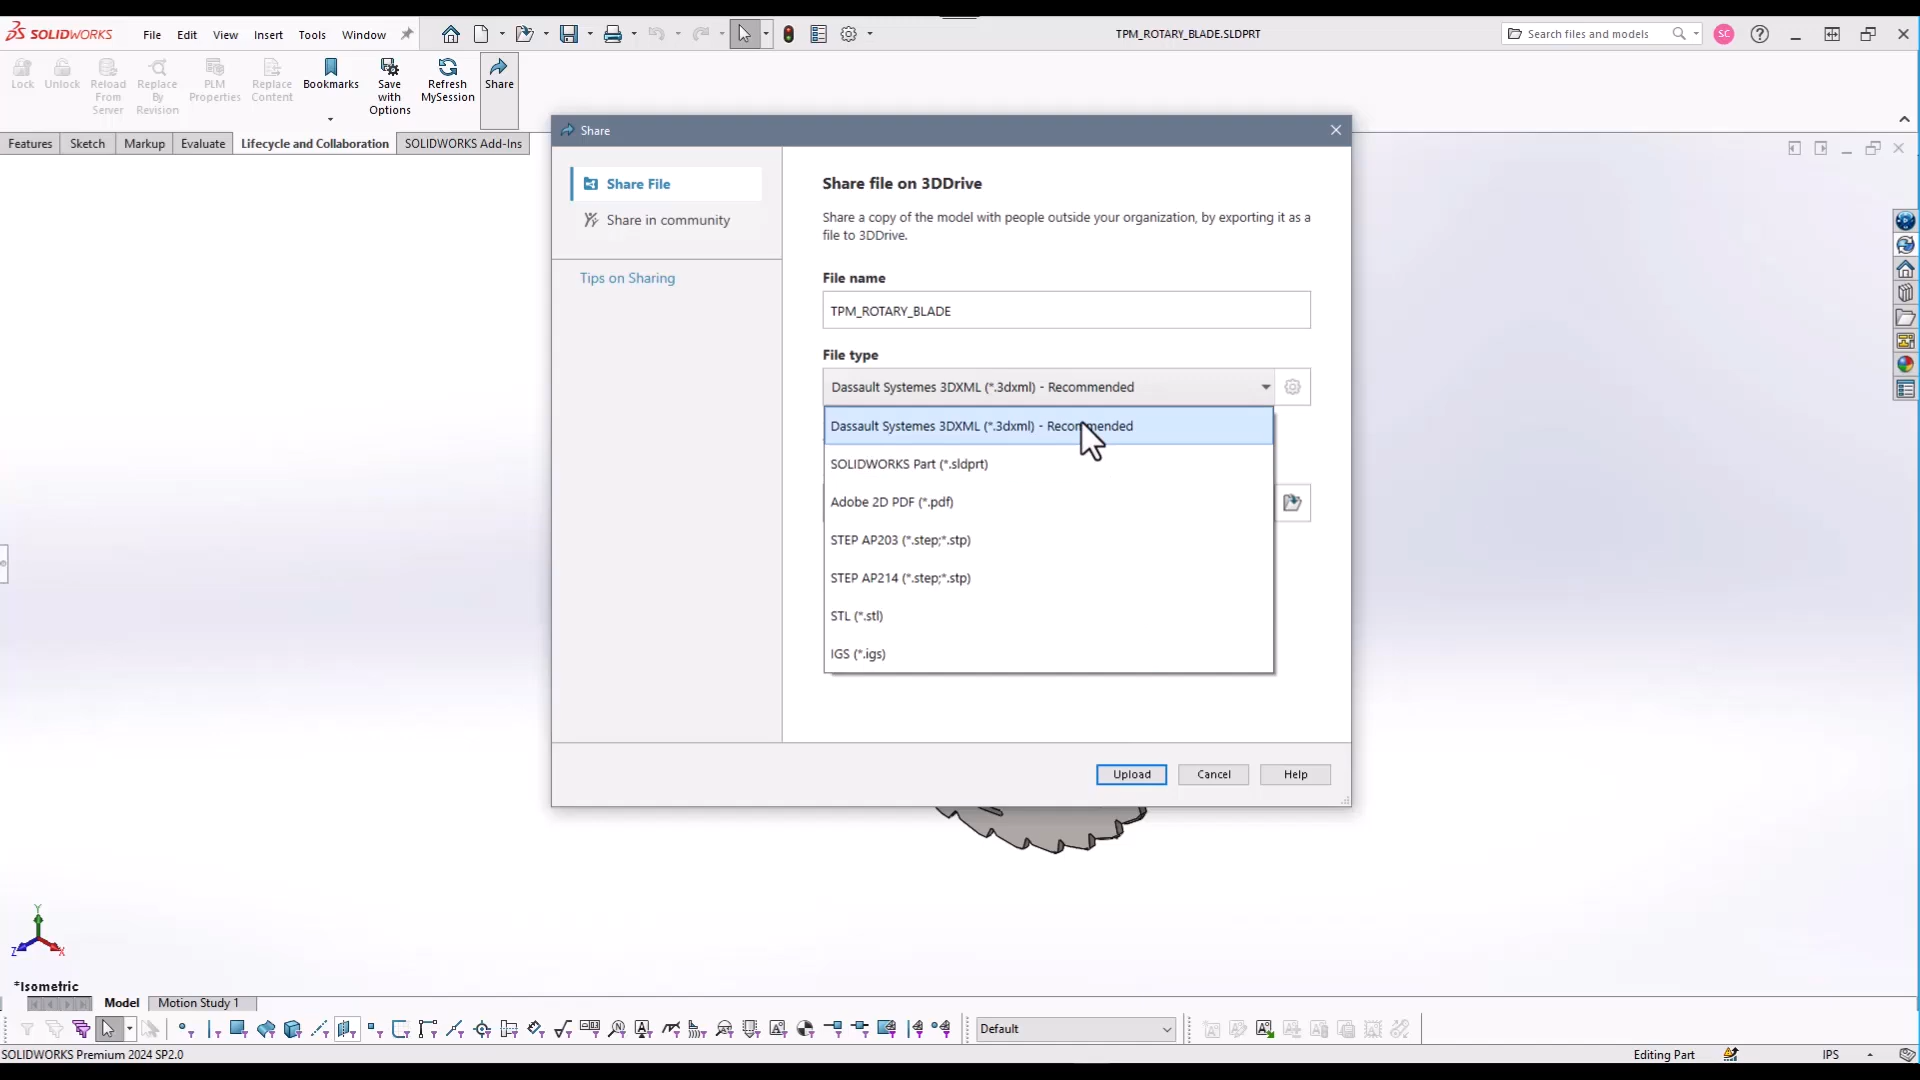 SOLIDWORKS File Edit View Insert Tools Window TPM_ROTARY_BLADE.SLDPRT Search files and models SC
Lock Unlock Reload From Server Replace By Revision PLM Properties Replace Content Bookmarks Save with Options Refresh MySession Share
Features Sketch Markup Evaluate Lifecycle and Collaboration SOLIDWORKS Add-Ins
Share
Share File
Share in community
Tips on Sharing
Share file on 3DDrive
Share a copy of the model with people outside your organization, by exporting it as a
file to 3DDrive.
File name
TPM_ROTARY_BLADE
File type
Dassault Systemes 3DXML (*.3dxml) - Recommended
Dassault Systemes 3DXML (*.3dxml) - Recommended
SOLIDWORKS Part (*.sldprt)
Adobe 2D PDF (*.pdf)
STEP AP203 (*.step;*.stp)
STEP AP214 (*.step;*.stp)
STL (*.stl)
IGS (*.igs)
Upload Cancel Help
Y
Z X
*Isometric
Model Motion Study 1
Default
SOLIDWORKS Premium 2024 SP2.0 Editing Part IPS